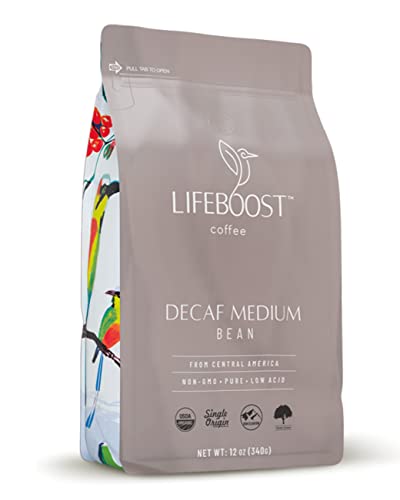 PULL TAB TO OPEN
LIFEBOOST™
coffee
DECAF MEDIUM
BEAN
FROM CENTRAL AMERICA
NON-GMO • PURE • LOW ACID
USDA
ORGANIC
Single
Origin
NET WT: 12 oz (340G)